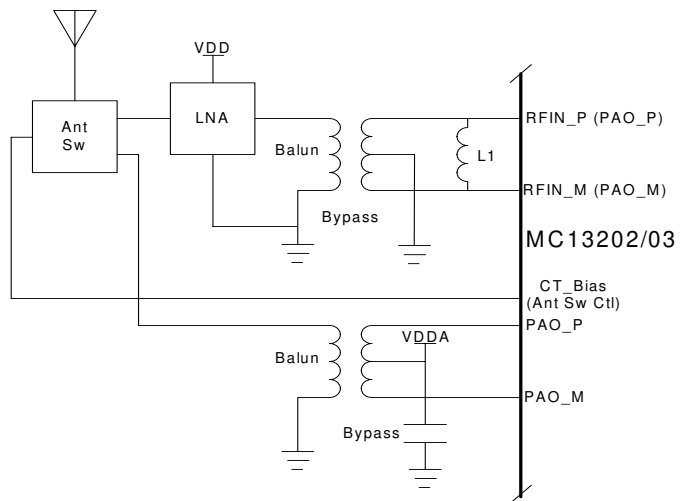 VDD
Ant
Sw
LNA
Balun
L1
RFIN_P (PAO_P)
RFIN_M (PAO_M)
Bypass
MC13202/03
CT_Bias
(Ant Sw Ctl)
PAO_P
VDDA
Balun
PAO_M
Bypass